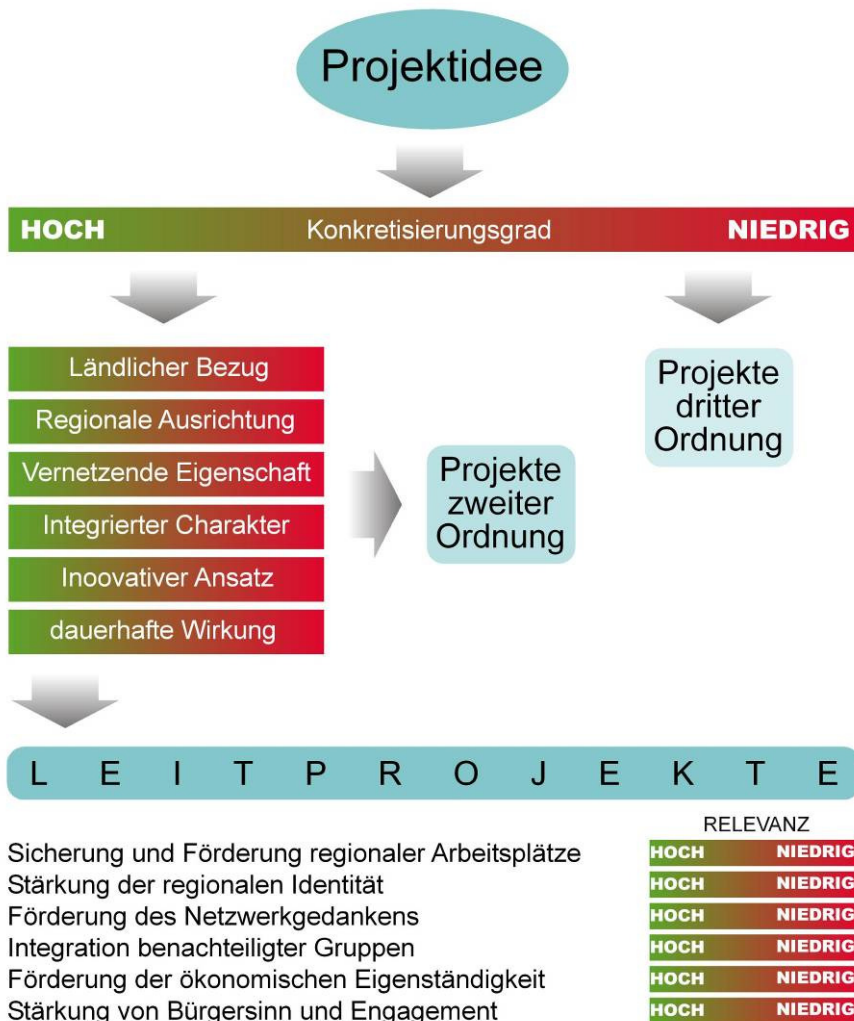 Projektidee
HOCH Konkretisierungsgrad NIEDRIG
Ländlicher Bezug
Regionale Ausrichtung
Vernetzende Eigenschaft
Integrierter Charakter
Inoovativer Ansatz
dauerhafte Wirkung
Projekte
zweiter
Ordnung
Projekte
dritter
Ordnung
L E I T P R O J E K T E
RELEVANZ
Sicherung und Förderung regionaler Arbeitsplätze HOCH NIEDRIG
Stärkung der regionalen Identität HOCH NIEDRIG
Förderung des Netzwerkgedankens HOCH NIEDRIG
Integration benachteiligter Gruppen HOCH NIEDRIG
Förderung der ökonomischen Eigenständigkeit HOCH NIEDRIG
Stärkung von Bürgersinn und Engagement HOCH NIEDRIG